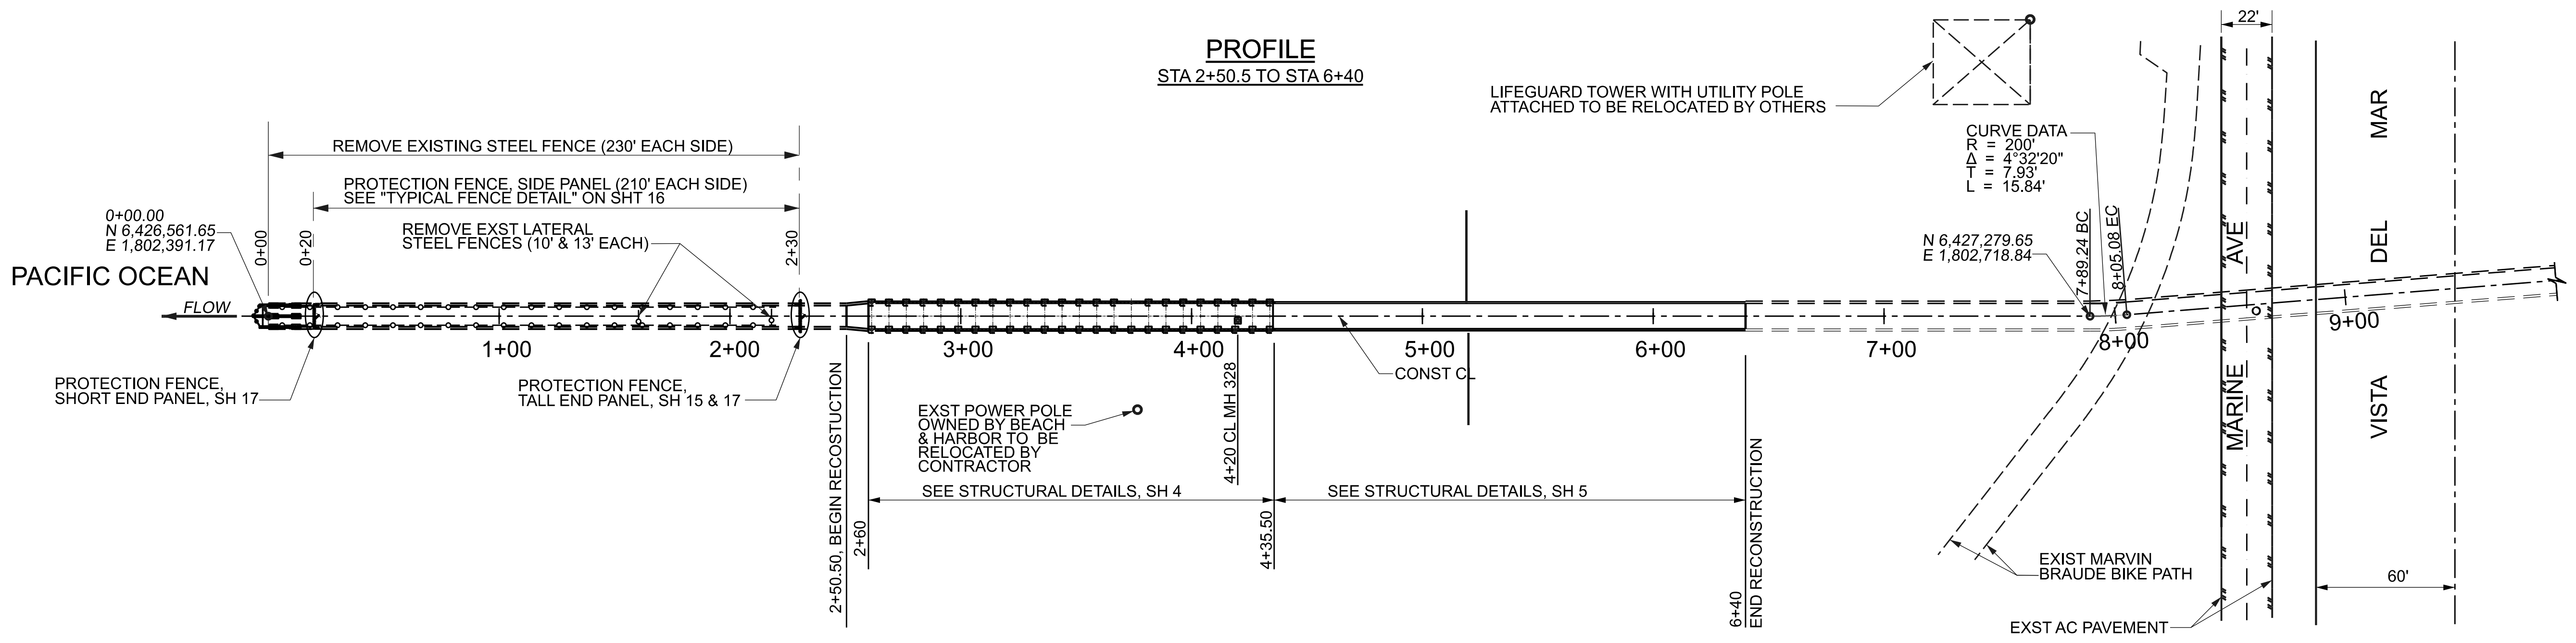 PROFILE
STA 2+50.5 TO STA 6+40
22'
LIFEGUARD TOWER WITH UTILITY POLE
ATTACHED TO BE RELOCATED BY OTHERS
CURVE DATA
R = 200'
Δ = 4°32'20"
T = 7.93'
L = 15.84'
REMOVE EXISTING STEEL FENCE (230' EACH SIDE)
PROTECTION FENCE, SIDE PANEL (210' EACH SIDE)
SEE "TYPICAL FENCE DETAIL" ON SHT 16
0+00.00
N 6,426,561.65
E 1,802,391.17
REMOVE EXST LATERAL
STEEL FENCES (10' & 13' EACH)
0+00
0+20
2+30
PACIFIC OCEAN
FLOW
N 6,427,279.65
E 1,802,718.84
7+89.24 BC
8+05.08 EC
MARINE AVE
VISTA DEL MAR
1+00
2+00
3+00
4+00
5+00
6+00
7+00
8+00
9+00
PROTECTION FENCE,
SHORT END PANEL, SH 17
PROTECTION FENCE,
TALL END PANEL, SH 15 & 17
CONST CL
2+50.50, BEGIN RECOSTUCTION
2+60
EXST POWER POLE
OWNED BY BEACH
& HARBOR TO BE
RELOCATED BY
CONTRACTOR
4+20 CL MH 328
4+35.50
SEE STRUCTURAL DETAILS, SH 4
SEE STRUCTURAL DETAILS, SH 5
6+40
END RECONSTRUCTION
EXIST MARVIN
BRAUDE BIKE PATH
60'
EXST AC PAVEMENT